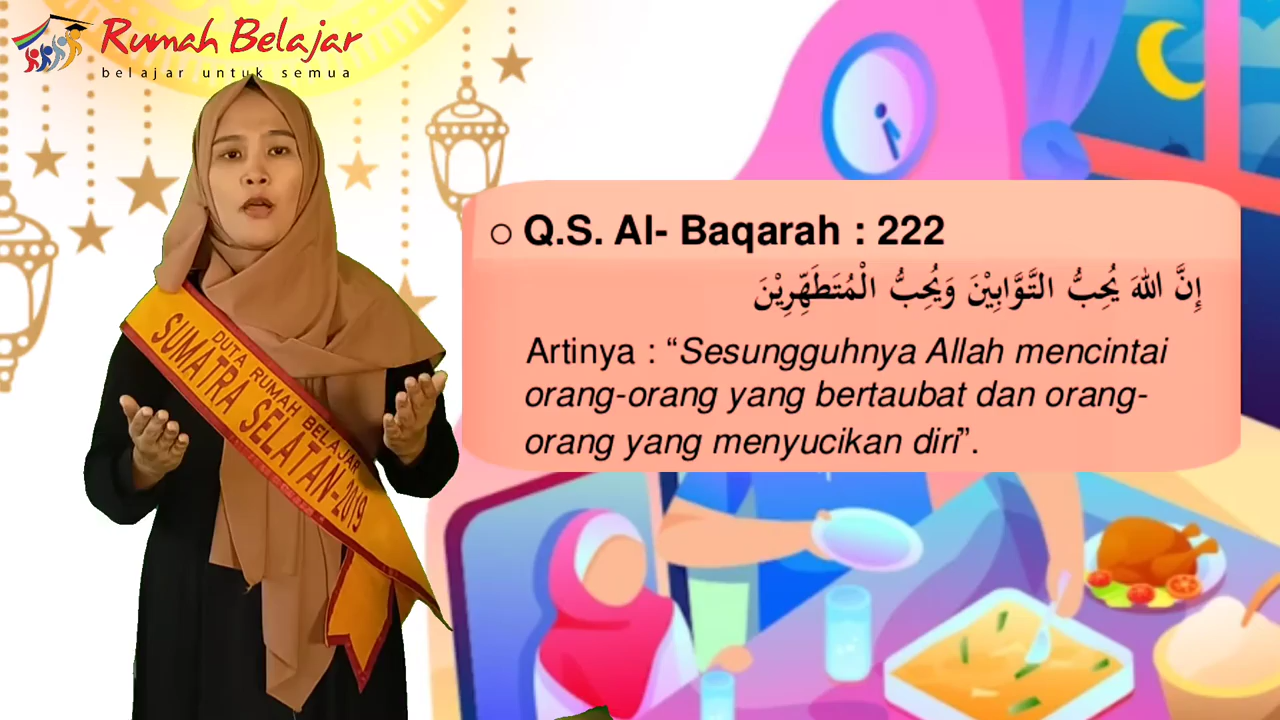 Rumah Belajar
belajar untuk semua
DUTA RUMAH BELAJAR
SUMATRA SELATAN-2019
Q.S. Al- Baqarah : 222
إِنَّ اللهَ يُحِبُّ التَّوَّابِيْنَ وَيُحِبُّ الْمُتَطَهِّرِيْنَ
Artinya : “Sesungguhnya Allah mencintai
orang-orang yang bertaubat dan orang-
orang yang menyucikan diri”.